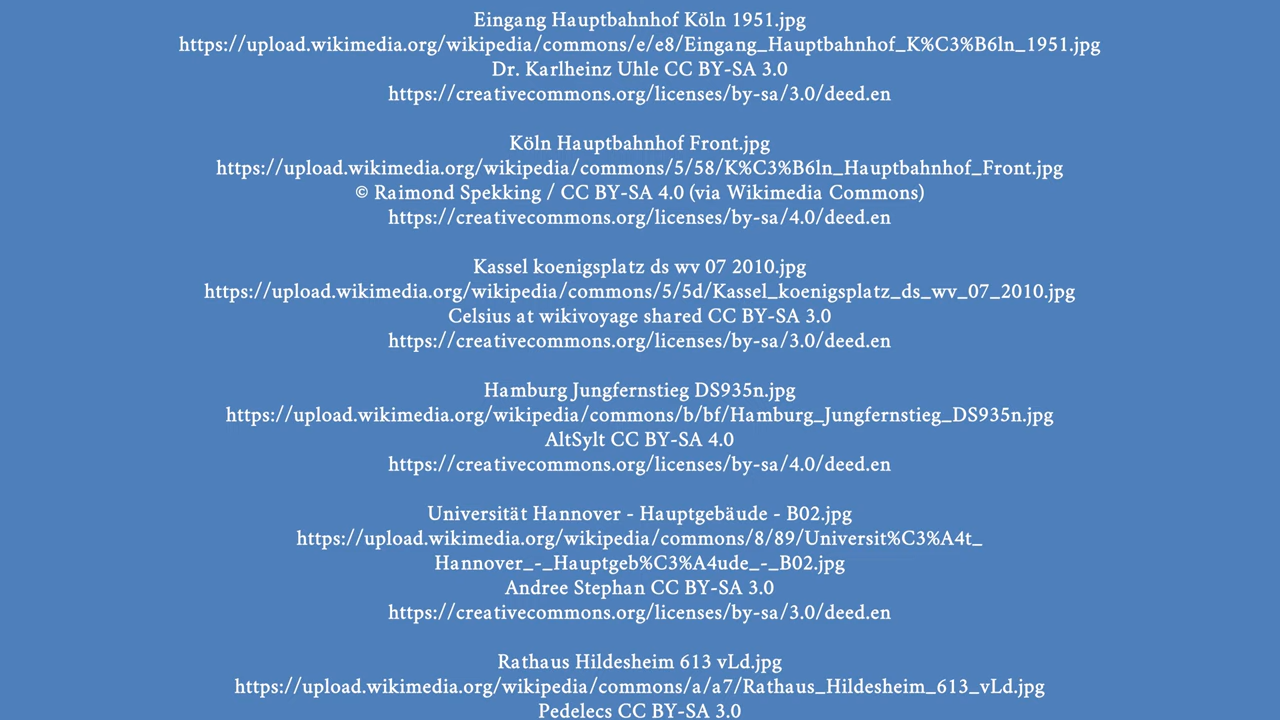 Eingang Hauptbahnhof Köln 1951.jpg
https://upload.wikimedia.org/wikipedia/commons/e/e8/Eingang_Hauptbahnhof_K%C3%B6ln_1951.jpg
Dr. Karlheinz Uhle CC BY-SA 3.0
https://creativecommons.org/licenses/by-sa/3.0/deed.en
Köln Hauptbahnhof Front.jpg
https://upload.wikimedia.org/wikipedia/commons/5/58/K%C3%B6ln_Hauptbahnhof_Front.jpg
© Raimond Spekking / CC BY-SA 4.0 (via Wikimedia Commons)
https://creativecommons.org/licenses/by-sa/4.0/deed.en
Kassel koenigsplatz ds wv 07 2010.jpg
https://upload.wikimedia.org/wikipedia/commons/5/5d/Kassel_koenigsplatz_ds_wv_07_2010.jpg
Celsius at wikivoyage shared CC BY-SA 3.0
https://creativecommons.org/licenses/by-sa/3.0/deed.en
Hamburg Jungfernstieg DS935n.jpg
https://upload.wikimedia.org/wikipedia/commons/b/bf/Hamburg_Jungfernstieg_DS935n.jpg
AltSylt CC BY-SA 4.0
https://creativecommons.org/licenses/by-sa/4.0/deed.en
Universität Hannover - Hauptgebäude - B02.jpg
https://upload.wikimedia.org/wikipedia/commons/8/89/Universit%C3%A4t_
Hannover_-_Hauptgeb%C3%A4ude_-_B02.jpg
Andree Stephan CC BY-SA 3.0
https://creativecommons.org/licenses/by-sa/3.0/deed.en
Rathaus Hildesheim 613 vLd.jpg
https://upload.wikimedia.org/wikipedia/commons/a/a7/Rathaus_Hildesheim_613_vLd.jpg
Pedelecs CC BY-SA 3.0